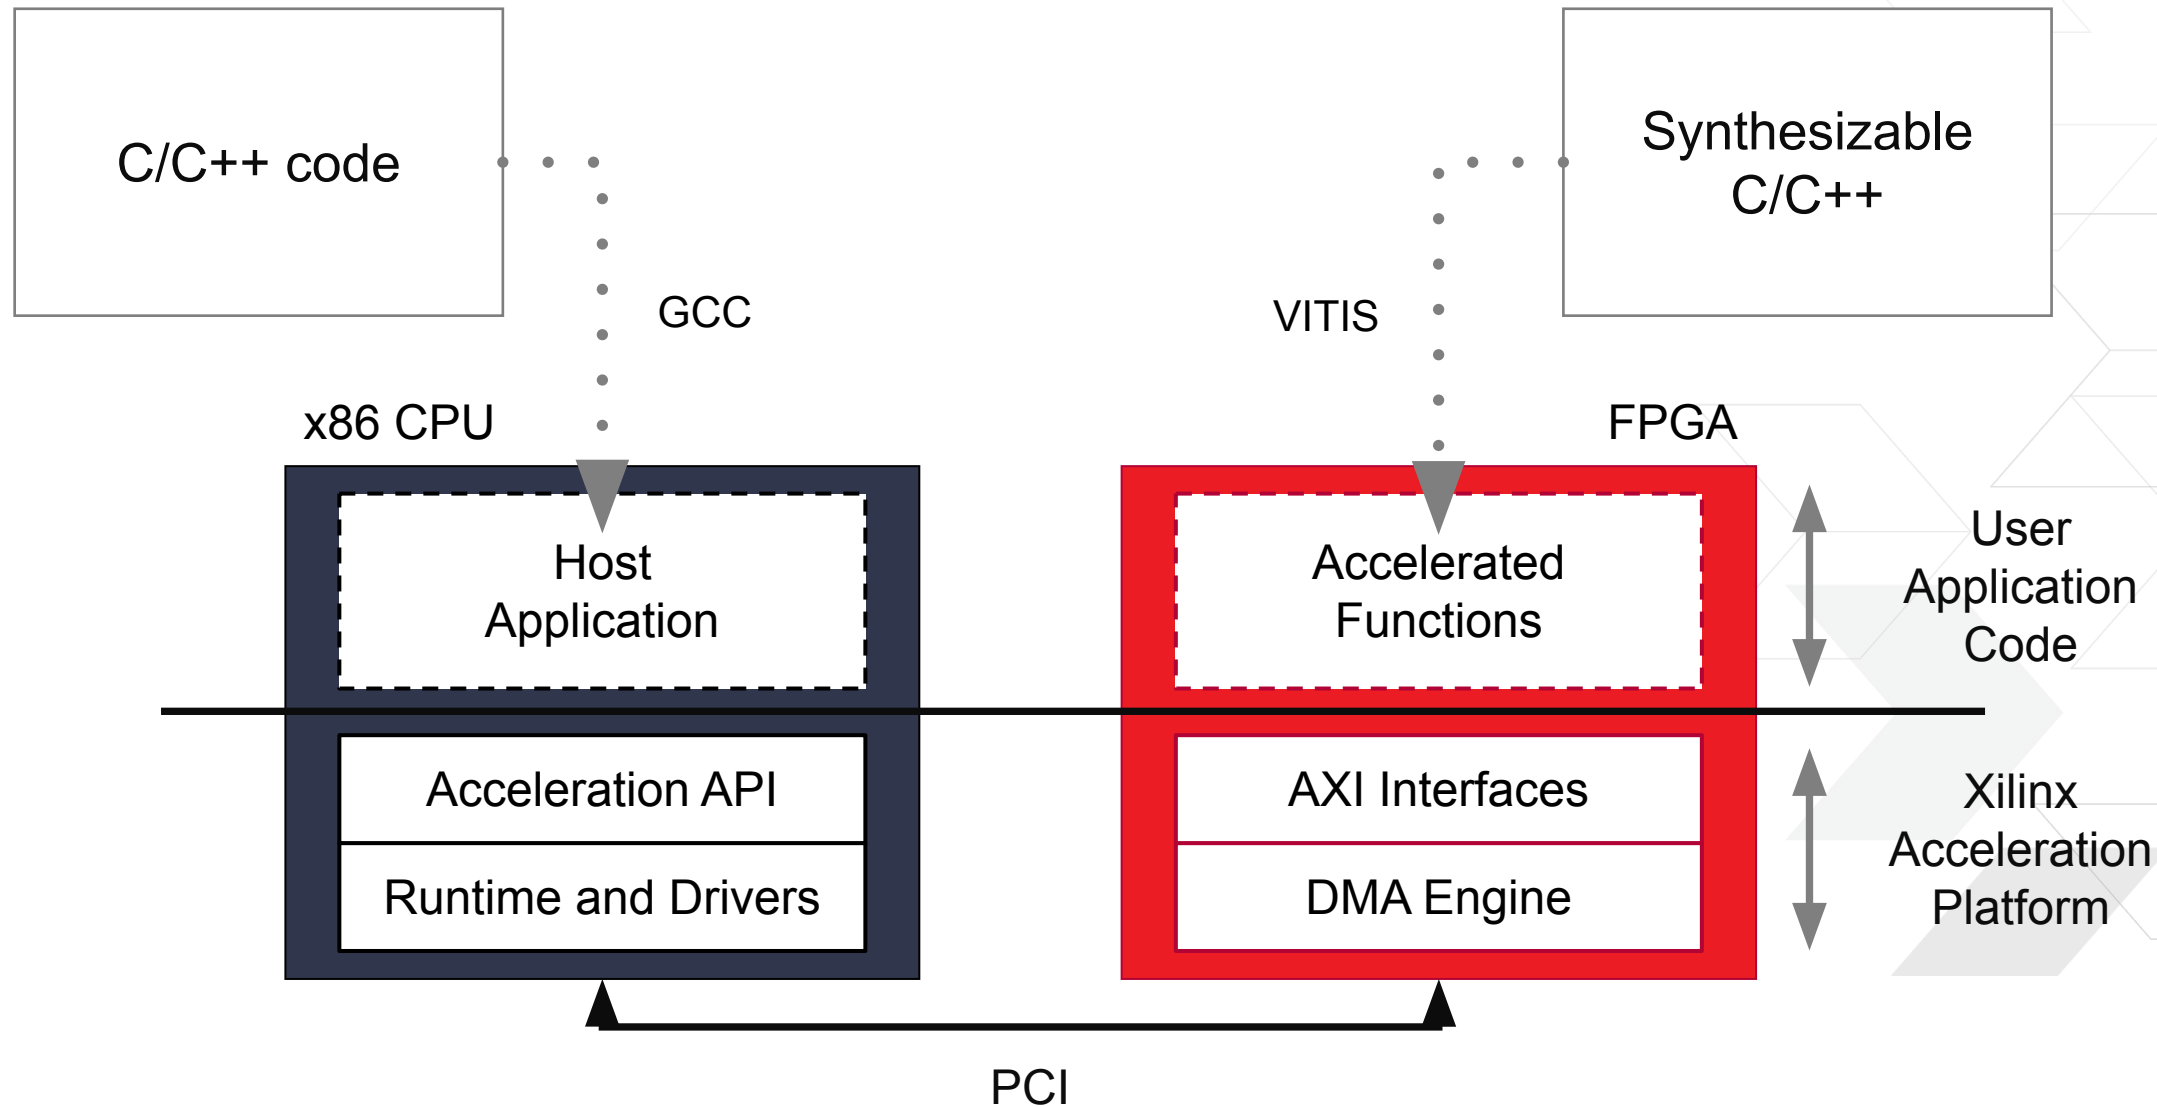 C/C++ code
Synthesizable
C/C++
GCC
VITIS
x86 CPU
FPGA
Host
Application
Accelerated
Functions
User
Application
Code
Acceleration API
Runtime and Drivers
AXI Interfaces
DMA Engine
Xilinx
Acceleration
Platform
PCI